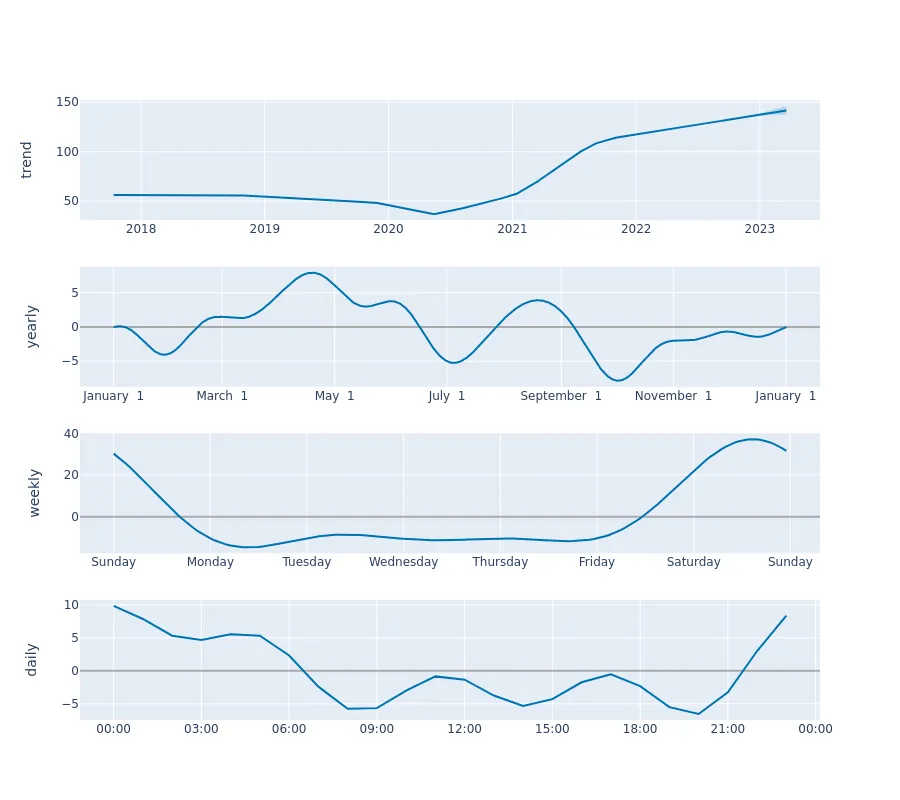 trend
150
100
50
2018 2019 2020 2021 2022 2023
yearly
5
0
−5
January 1 March 1 May 1 July 1 September 1 November 1 January 1
weekly
40
20
0
Sunday Monday Tuesday Wednesday Thursday Friday Saturday Sunday
daily
10
5
0
−5
00:00 03:00 06:00 09:00 12:00 15:00 18:00 21:00 00:00